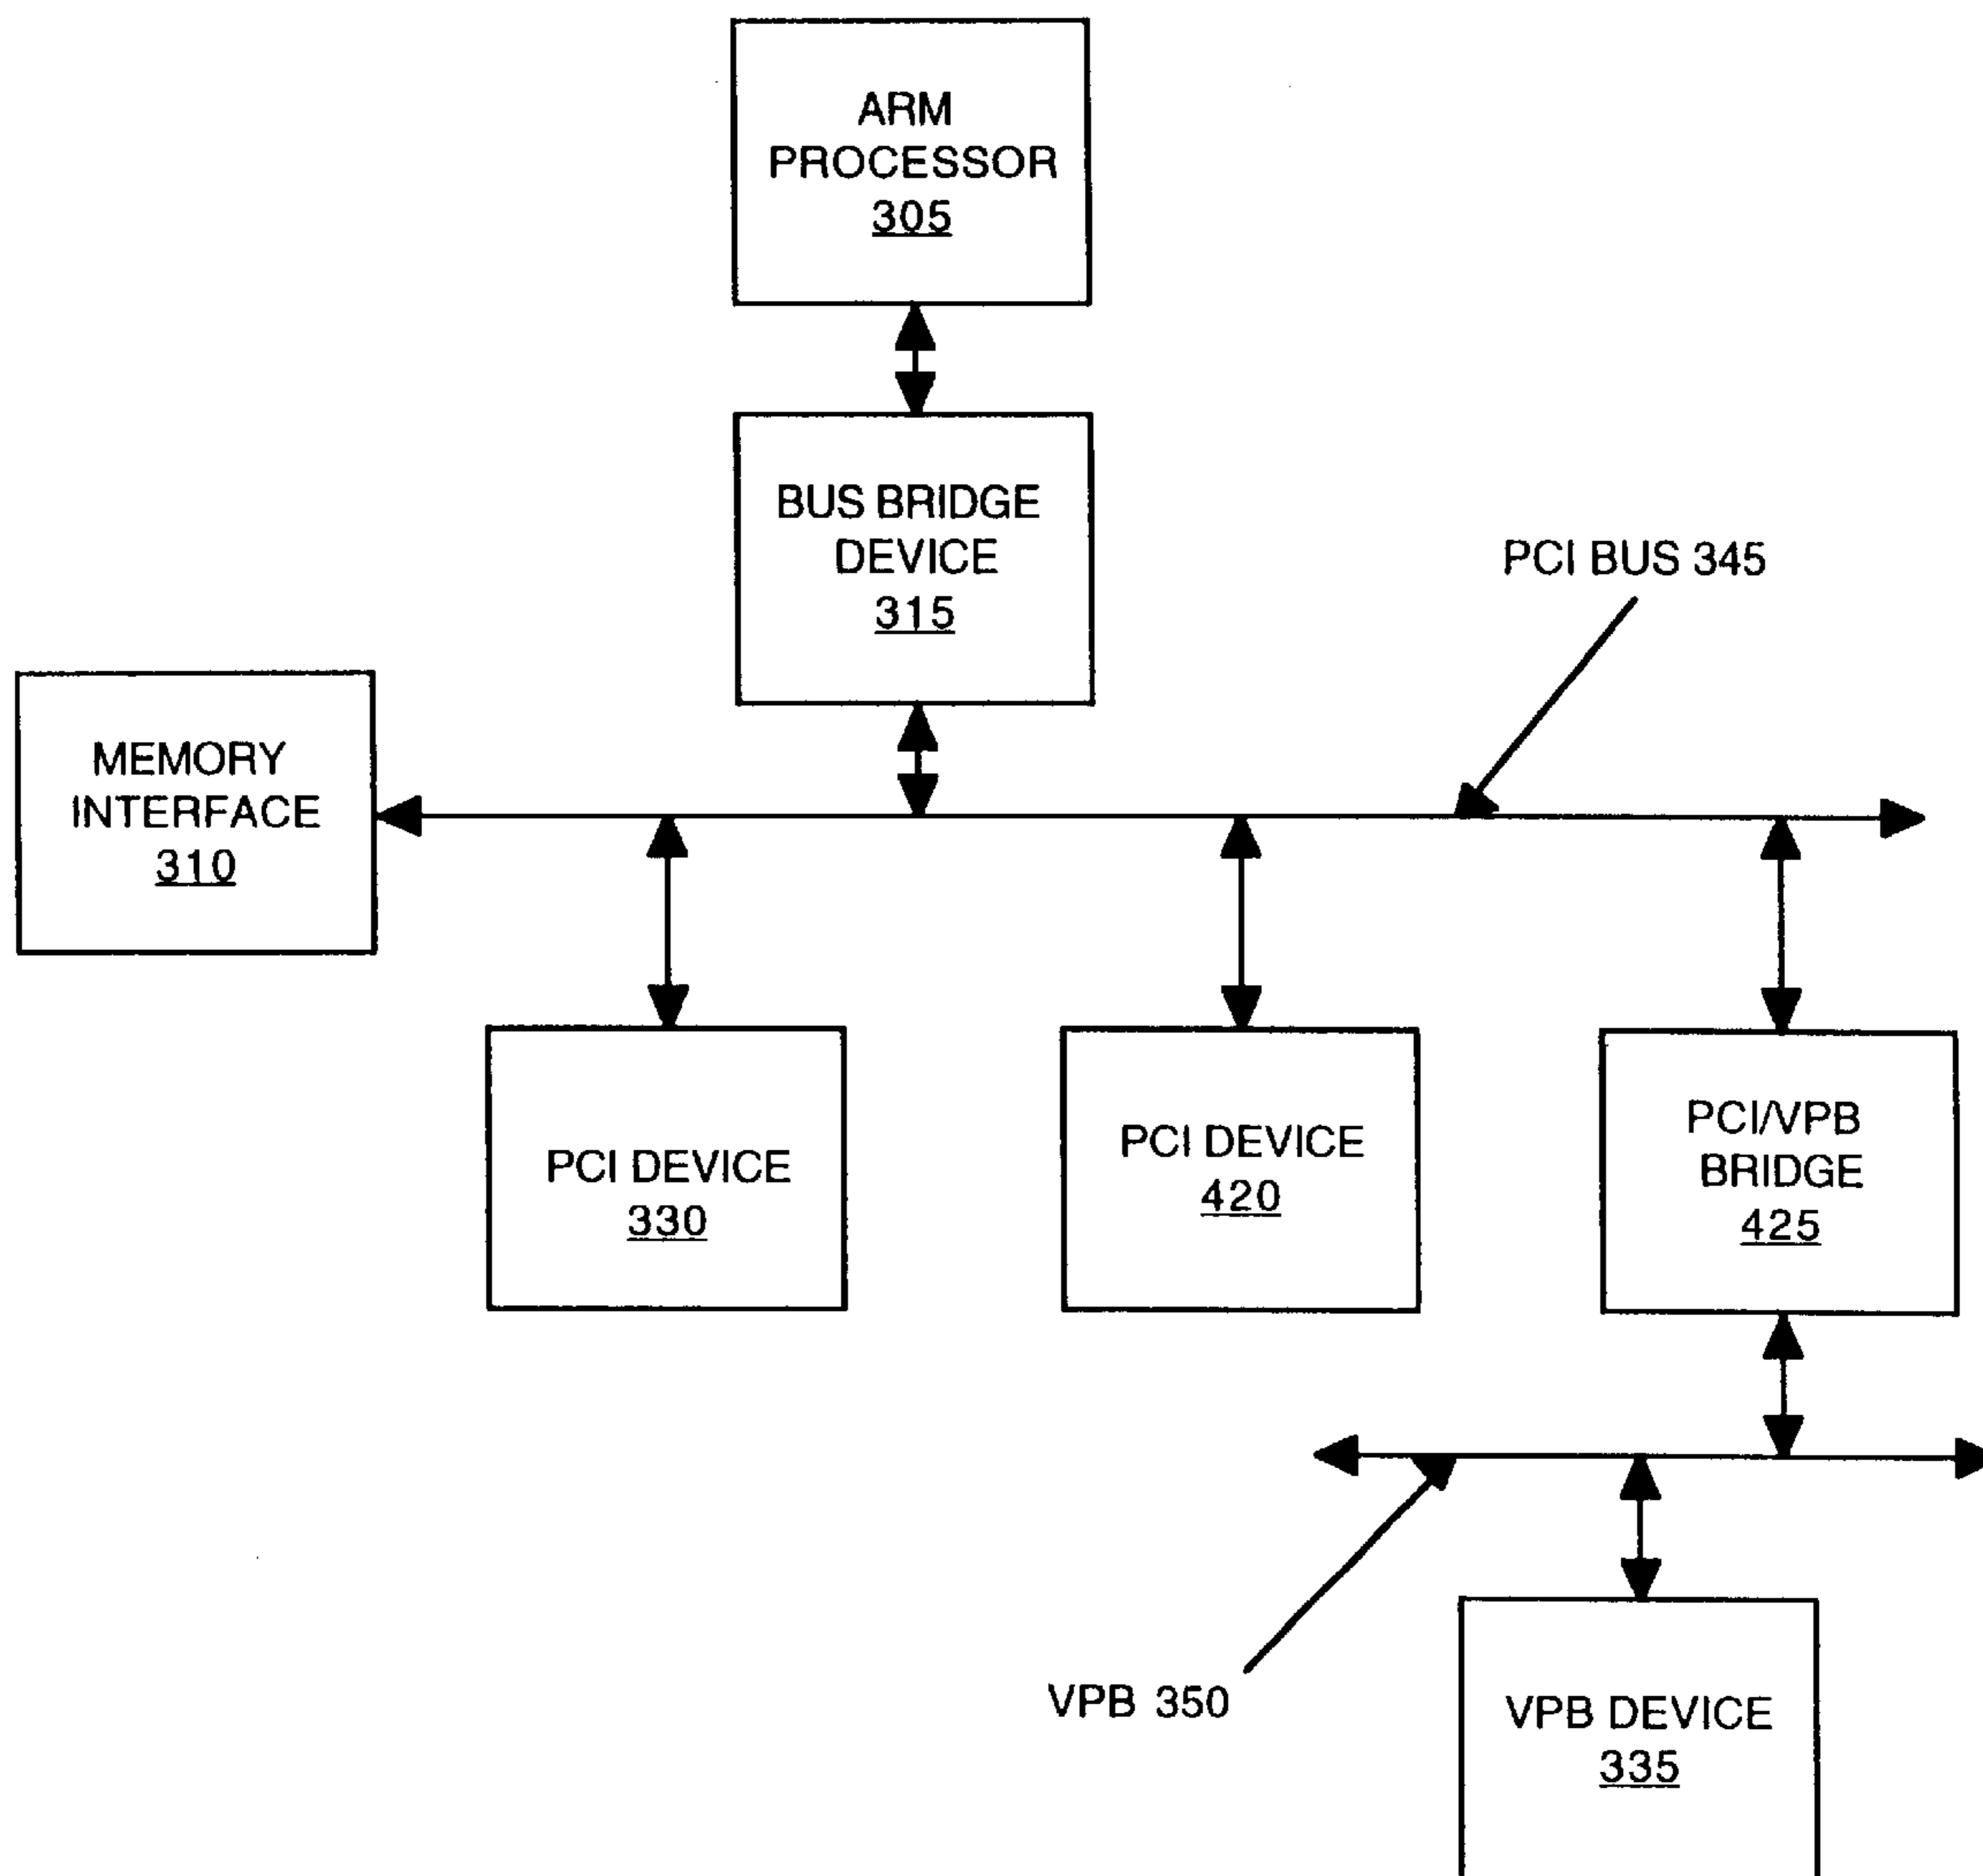 ARM
PROCESSOR
305
BUS BRIDGE
DEVICE
315
PCI BUS 345
MEMORY
INTERFACE
310
PCI DEVICE
330
PCI DEVICE
420
PCI/VPB
BRIDGE
425
VPB 350
VPB DEVICE
335